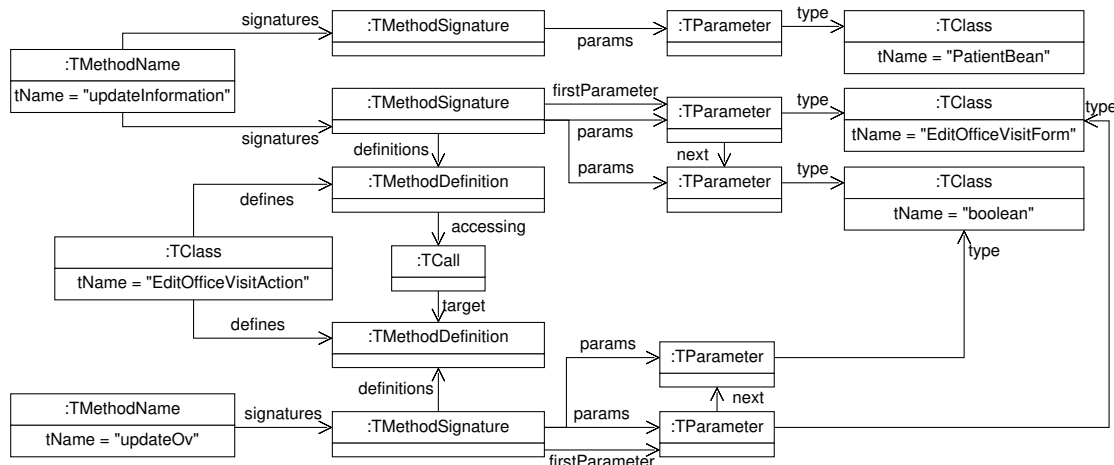 signatures
:TMethodSignature
params
:TParameter
type
:TClass
tName = "PatientBean"
:TMethodName
tName = "updateInformation"
signatures
:TMethodSignature
firstParameter
params
:TParameter
type
:TClass
tName = "EditOfficeVisitForm"
type
definitions
params
next
:TMethodDefinition
:TParameter
type
:TClass
tName = "boolean"
defines
accessing
:TClass
tName = "EditOfficeVisitAction"
:TCall
type
target
defines
:TMethodDefinition
params
:TParameter
definitions
next
:TMethodName
tName = "updateOv"
signatures
:TMethodSignature
params
:TParameter
firstParameter